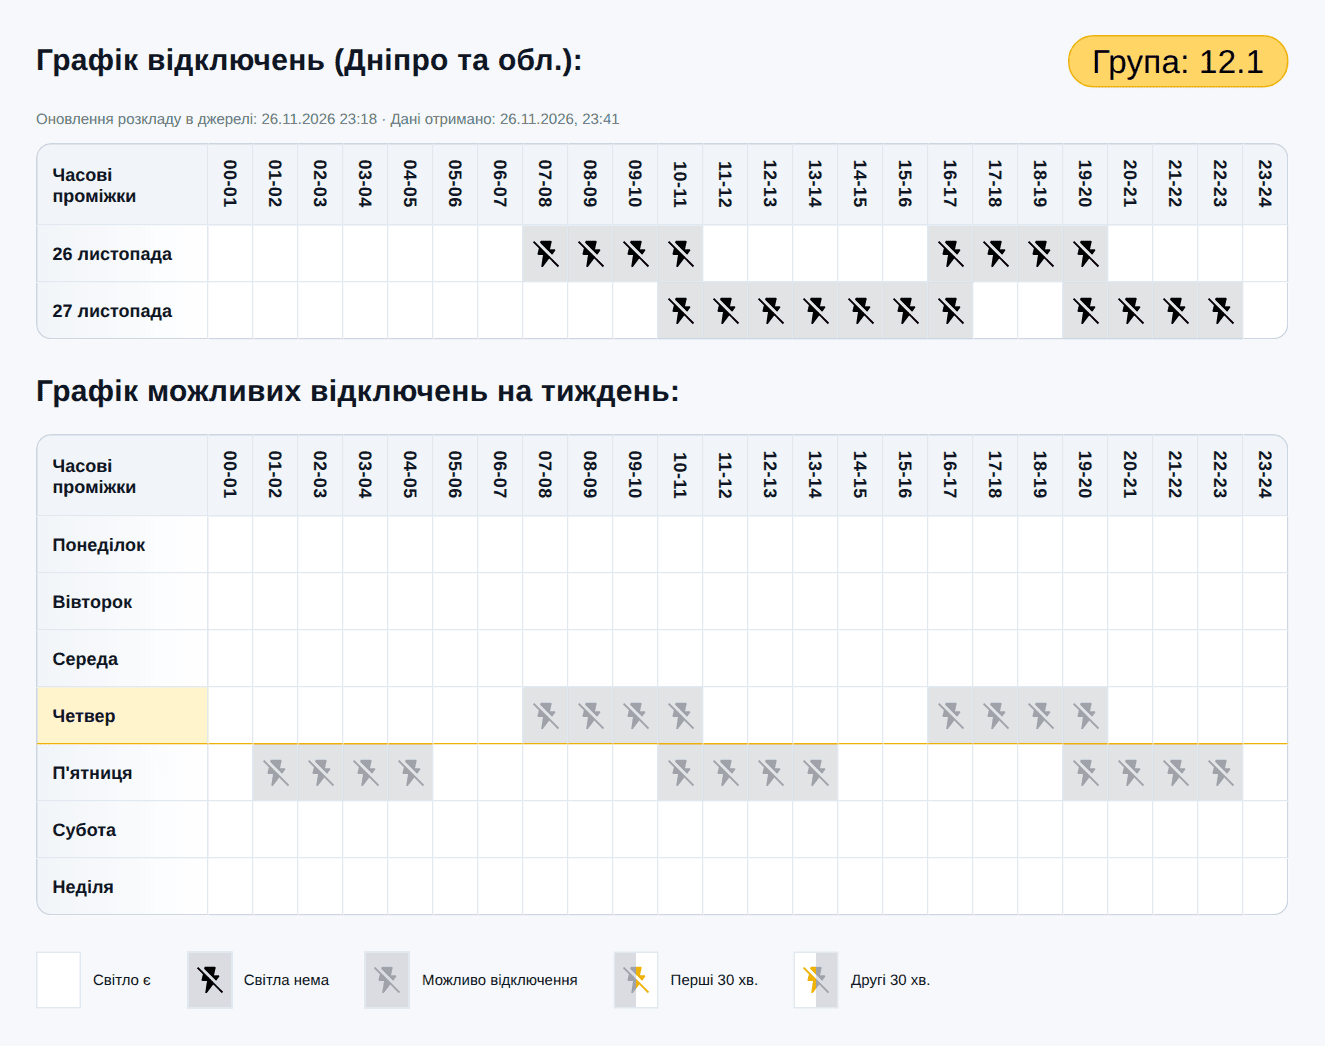 Графік відключень (Дніпро та обл.):
Група: 12.1
Оновлення розкладу в джерелі: 26.11.2026 23:18 · Дані отримано: 26.11.2026, 23:41
Часові проміжки 00-01 01-02 02-03 03-04 04-05 05-06 06-07 07-08 08-09 09-10 10-11 11-12 12-13 13-14 14-15 15-16 16-17 17-18 18-19 19-20 20-21 21-22 22-23 23-24
26 листопада
27 листопада
Графік можливих відключень на тиждень:
Часові проміжки 00-01 01-02 02-03 03-04 04-05 05-06 06-07 07-08 08-09 09-10 10-11 11-12 12-13 13-14 14-15 15-16 16-17 17-18 18-19 19-20 20-21 21-22 22-23 23-24
Понеділок
Вівторок
Середа
Четвер
П'ятниця
Субота
Неділя
Світло є Світла нема Можливо відключення Перші 30 хв. Другі 30 хв.